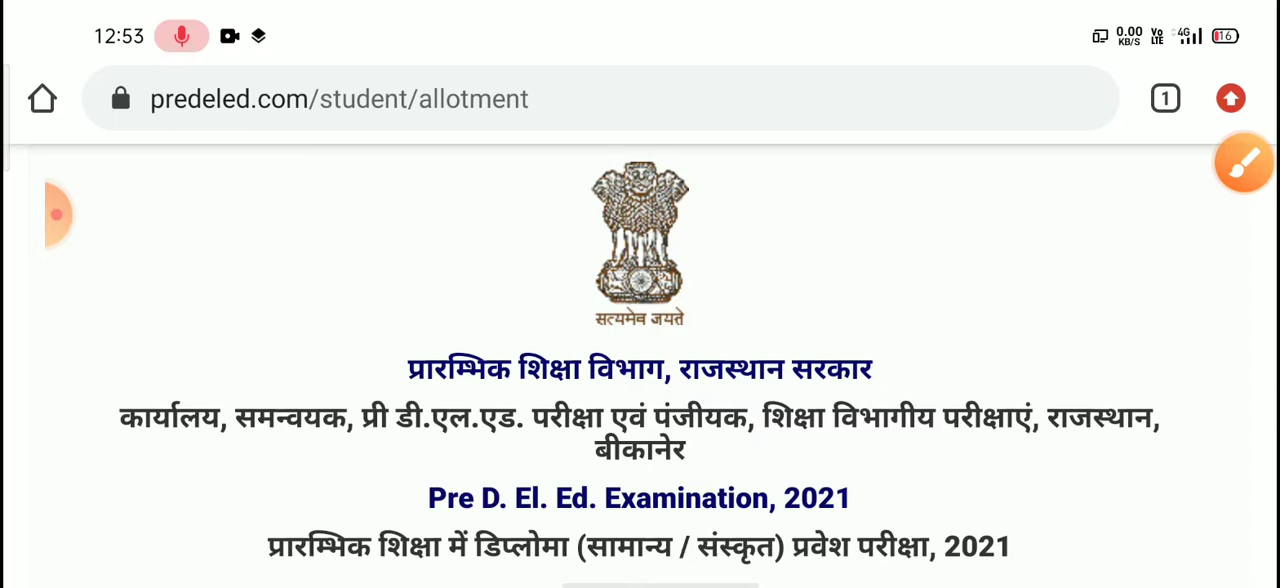 12:53 0.00 KB/S Vo LTE 4G 16
predeled.com/student/allotment 1
सत्यमेव जयते
प्रारम्भिक शिक्षा विभाग, राजस्थान सरकार
कार्यालय, समन्वयक, प्री डी.एल.एड. परीक्षा एवं पंजीयक, शिक्षा विभागीय परीक्षाएं, राजस्थान,
बीकानेर
Pre D. El. Ed. Examination, 2021
प्रारम्भिक शिक्षा में डिप्लोमा (सामान्य / संस्कृत) प्रवेश परीक्षा, 2021